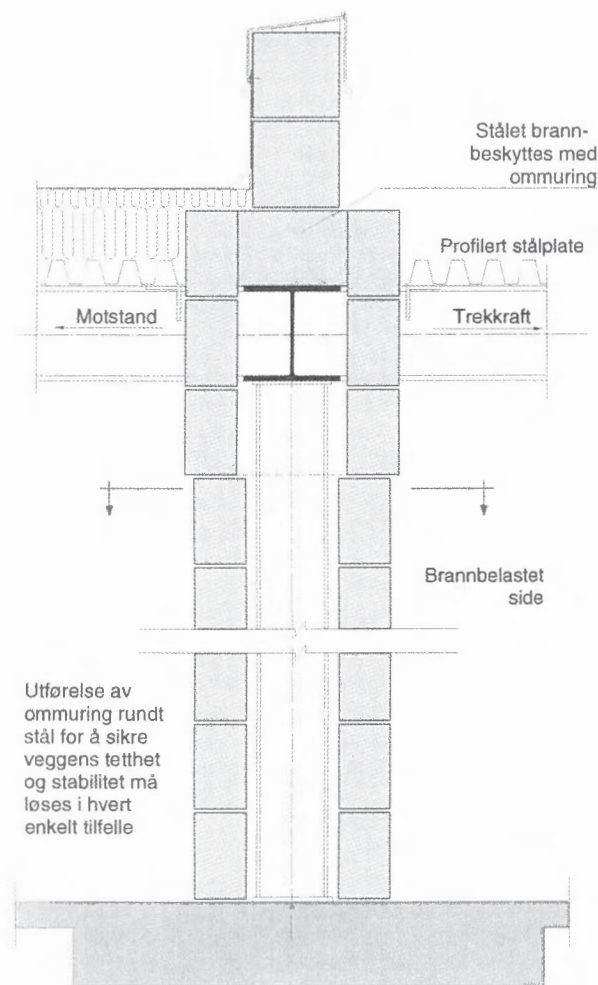 Stålet brann-
beskyttes med
ommuring
Profilert stålplate
Motstand
Trekkraft
Brannbelastet
side
Utførelse av
ommuring rundt
stål for å sikre
veggens tetthet
og stabilitet må
løses i hvert
enkelt tilfelle